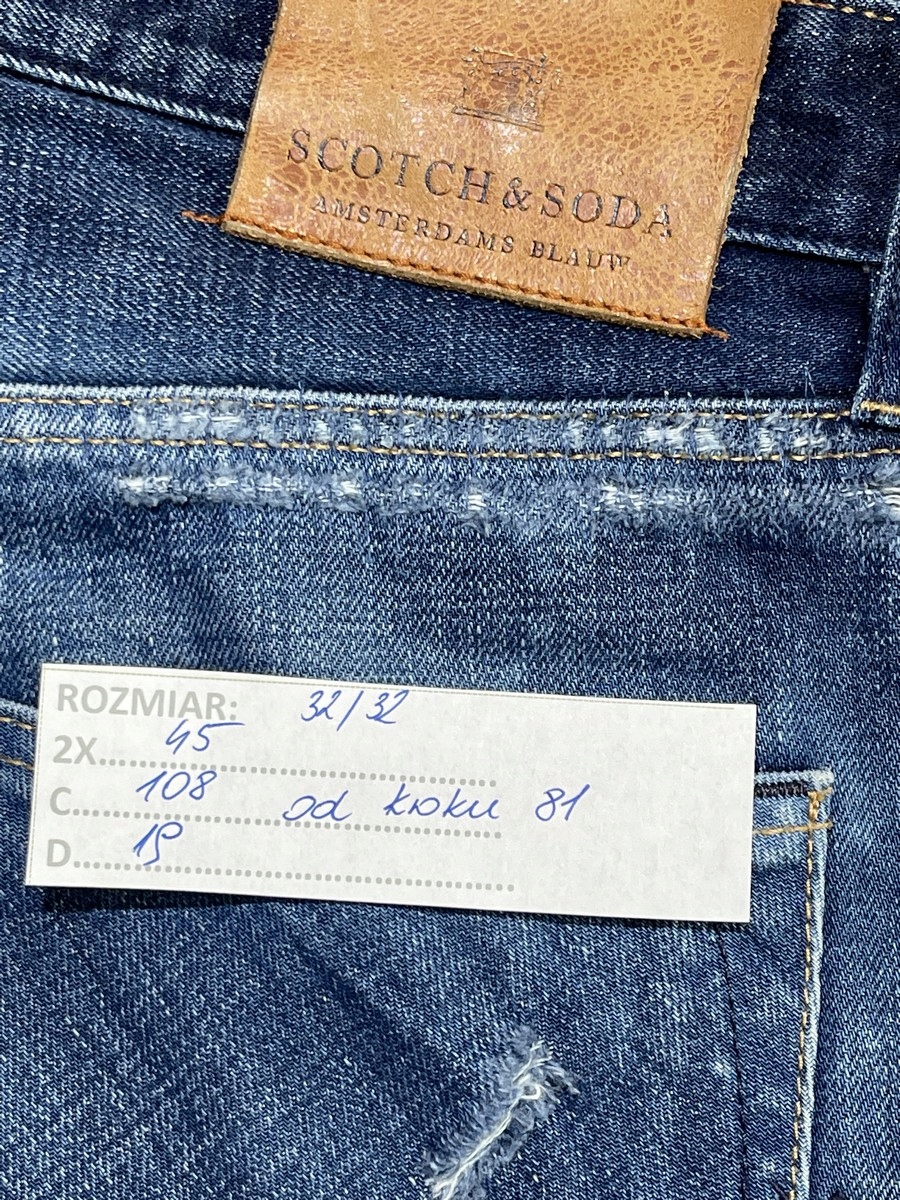 SCOTCH & SODA
AMSTERDAMS BLAUW
ROZMIAR: 32/32
2X... 45
C... 108 od kroku 81
D... 19